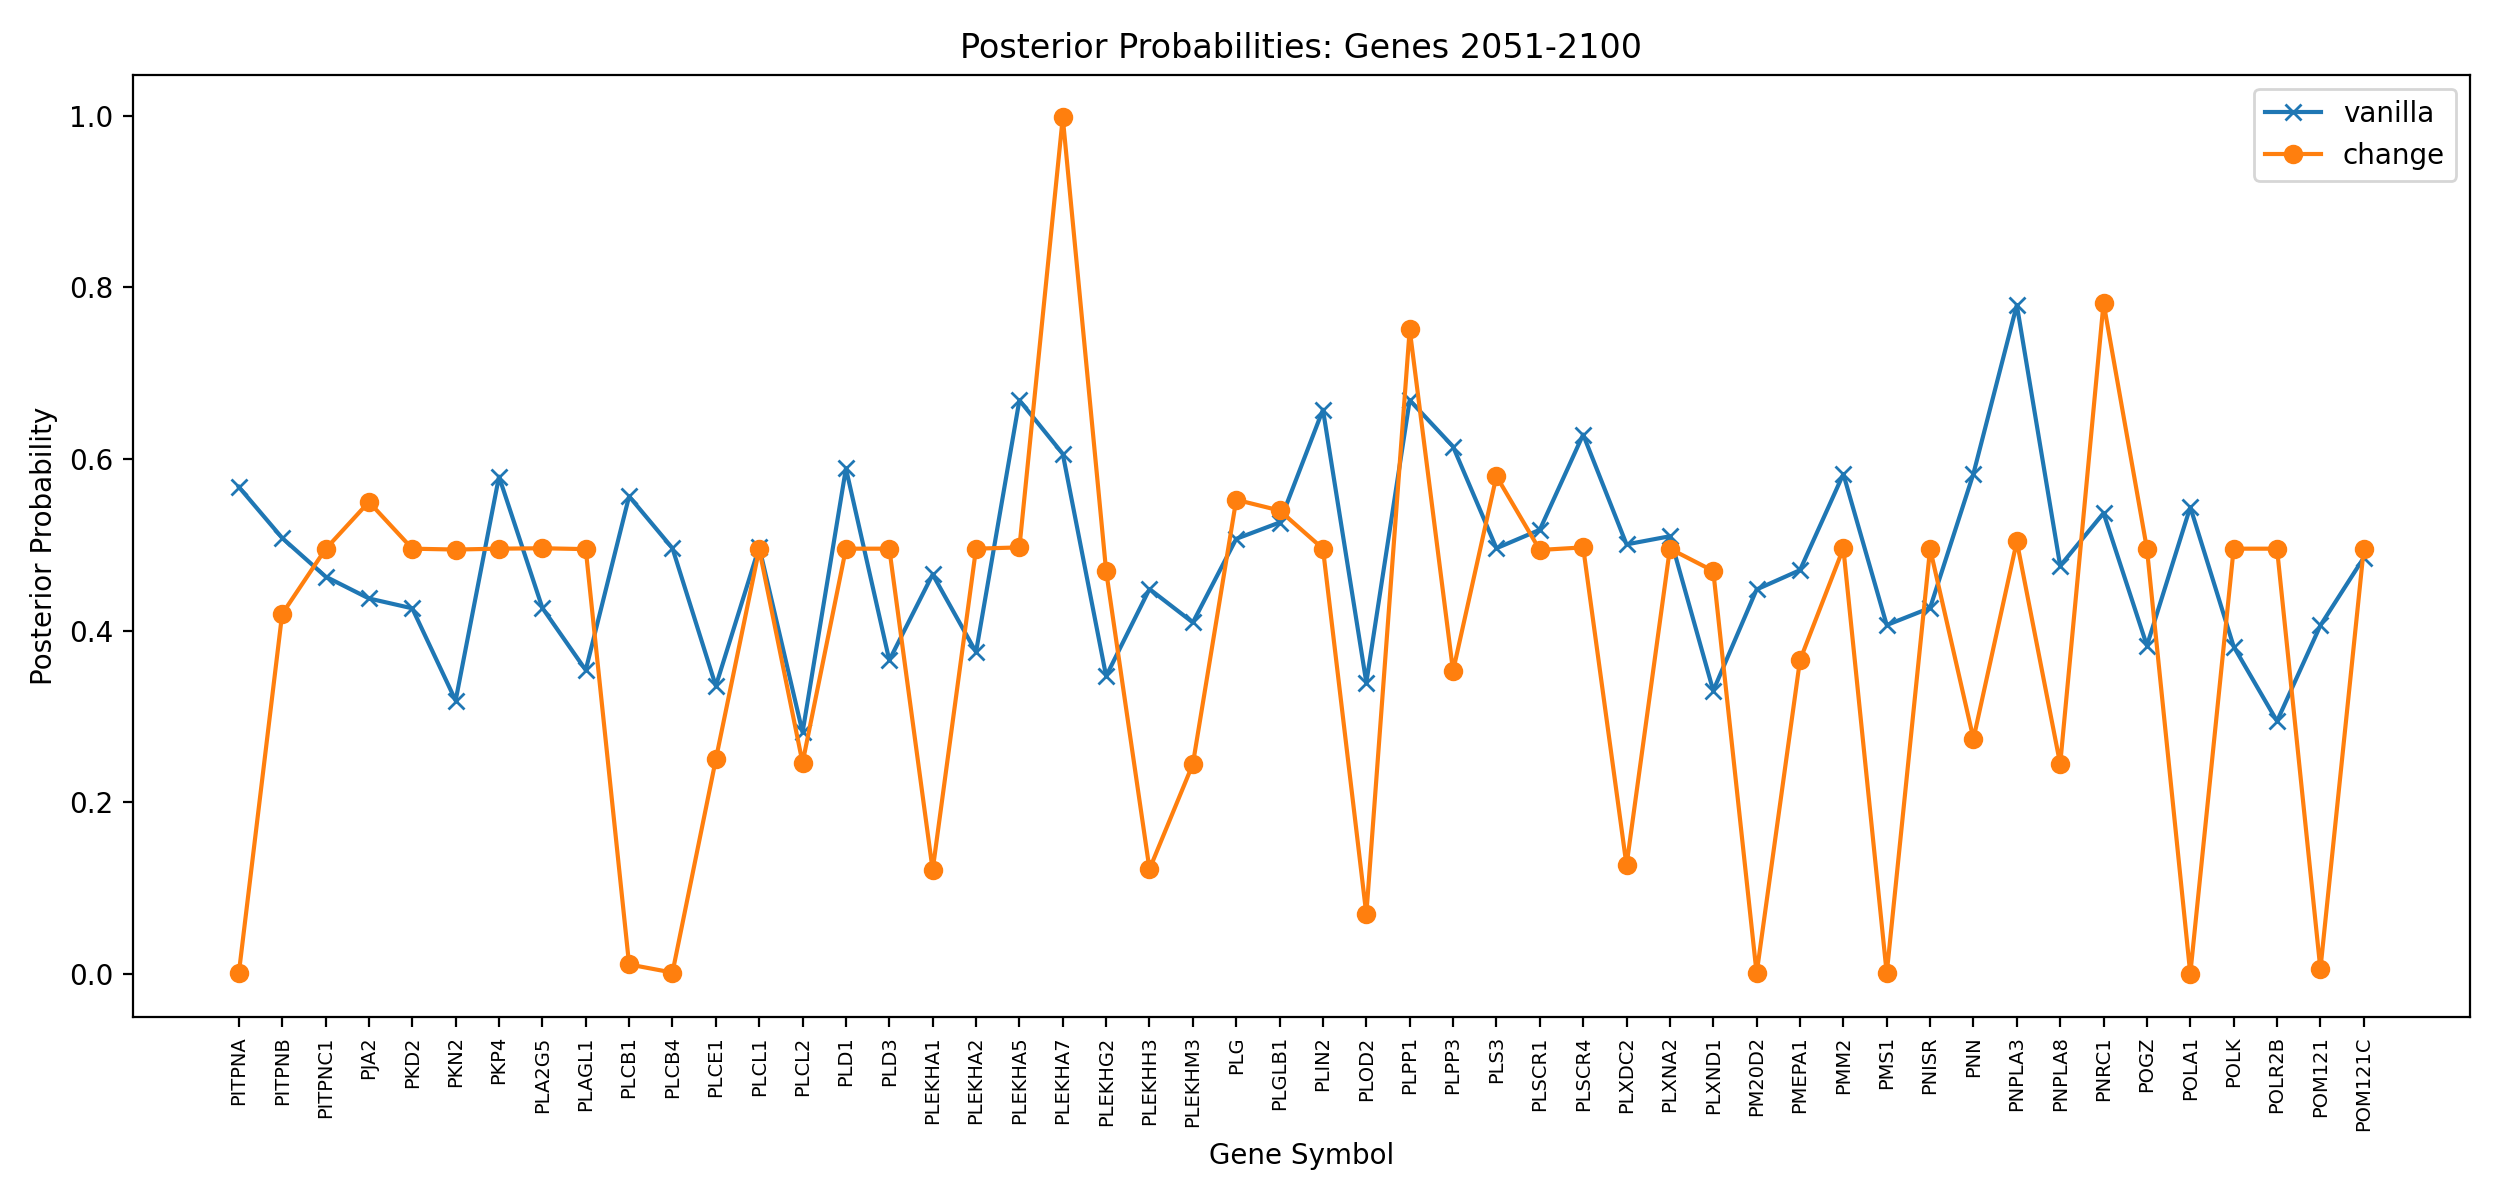 Posterior Probabilities: Genes 2051-2100
vanilla
change
Posterior Probability
1.0
0.8
0.6
0.4
0.2
0.0
PITPNA
PITPNB
PITPNC1
PJA2
PKD2
PKN2
PKP4
PLA2G5
PLAGL1
PLCB1
PLCB4
PLCE1
PLCL1
PLCL2
PLD1
PLD3
PLEKHA1
PLEKHA2
PLEKHA5
PLEKHA7
PLEKHG2
PLEKHH3
PLEKHM3
PLG
PLGLB1
PLIN2
PLOD2
PLPP1
PLPP3
PLS3
PLSCR1
PLSCR4
PLXDC2
PLXNA2
PLXND1
PM20D2
PMEPA1
PMM2
PMS1
PNISR
PNN
PNPLA3
PNPLA8
PNRC1
POGZ
POLA1
POLK
POLR2B
POM121
POM121C
Gene Symbol